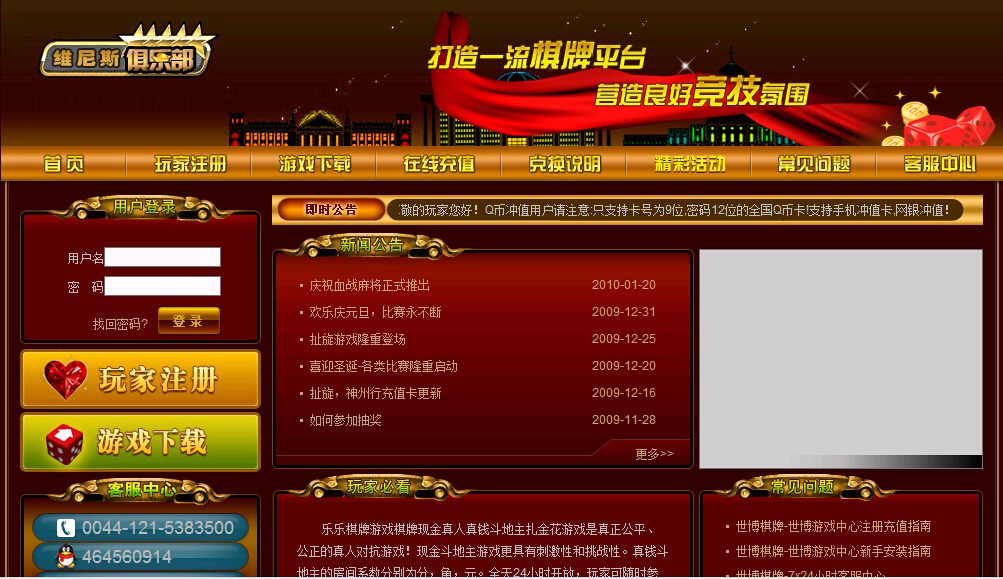 维尼斯俱乐部
打造一流棋牌平台
营造良好竞技氛围
首 页 玩家注册 游戏下载 在线充值 兑换说明 精彩活动 常见问题 客服中心
用户登录
用户名
密 码
找回密码? 登 录
玩家注册
游戏下载
客服中心
0044-121-5383500
464560914
即时公告 敬的玩家您好！Q币冲值用户请注意:只支持卡号为9位,密码12位的全国Q币卡!支持手机冲值卡,网银冲值！
新闻公告
▪ 庆祝血战麻将正式推出 2010-01-20
▪ 欢乐庆元旦，比赛永不断 2009-12-31
▪ 扯旋游戏隆重登场 2009-12-25
▪ 喜迎圣诞-各类比赛隆重启动 2009-12-20
▪ 扯旋，神州行充值卡更新 2009-12-16
▪ 如何参加抽奖 2009-11-28
更多>>
玩家必看
乐乐棋牌游戏棋牌现金真人真钱斗地主扎金花游戏是真正公平、
公正的真人对抗游戏！现金斗地主游戏更具有刺激性和挑战性。真钱斗
地主的房间系数分别为分，角，元。全天24小时开放，玩家可随时参
常见问题
▪ 世博棋牌-世博游戏中心注册充值指南
▪ 世博棋牌-世博游戏中心新手安装指南
▪ 世博棋牌-7x24小时客服中心